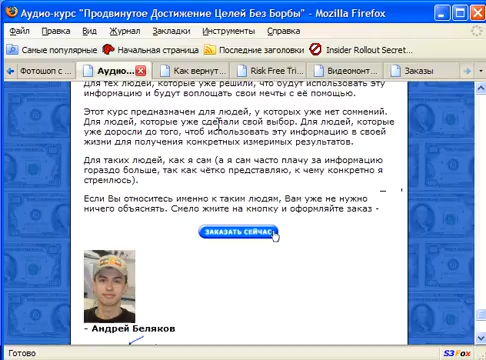 Аудио-курс "Продвинутое Достижение Целей Без Борьбы" - Mozilla Firefox
Файл Правка Вид Журнал Закладки Инструменты Справка
Самые популярные Начальная страница Последние заголовки Insider Rollout Secret...
Фотошоп с Аудио... Как вернут... Risk Free Tri... Видеомонт... Заказы
Для тех людей, которые уже решили, что будут использовать эту
информацию и будут воплощать свои мечты с её помощью.
Этот курс предназначен для людей, у которых уже нет сомнений.
Для людей, которые уже сделали свой выбор. Для людей, которые
уже доросли до того, чтоб использовать эту информацию в своей
жизни для получения конкретных измеримых результатов.
Для таких людей, как я сам (а я сам часто плачу за информацию
гораздо больше, так как чётко представляю, к чему конкретно я
стремлюсь).
Если Вы относитесь именно к таким людям, Вам уже не нужно
ничего объяснять. Смело жмите на кнопку и оформляйте заказ -
ЗАКАЗАТЬ СЕЙЧАС
- Андрей Беляков
Готово S3Fox